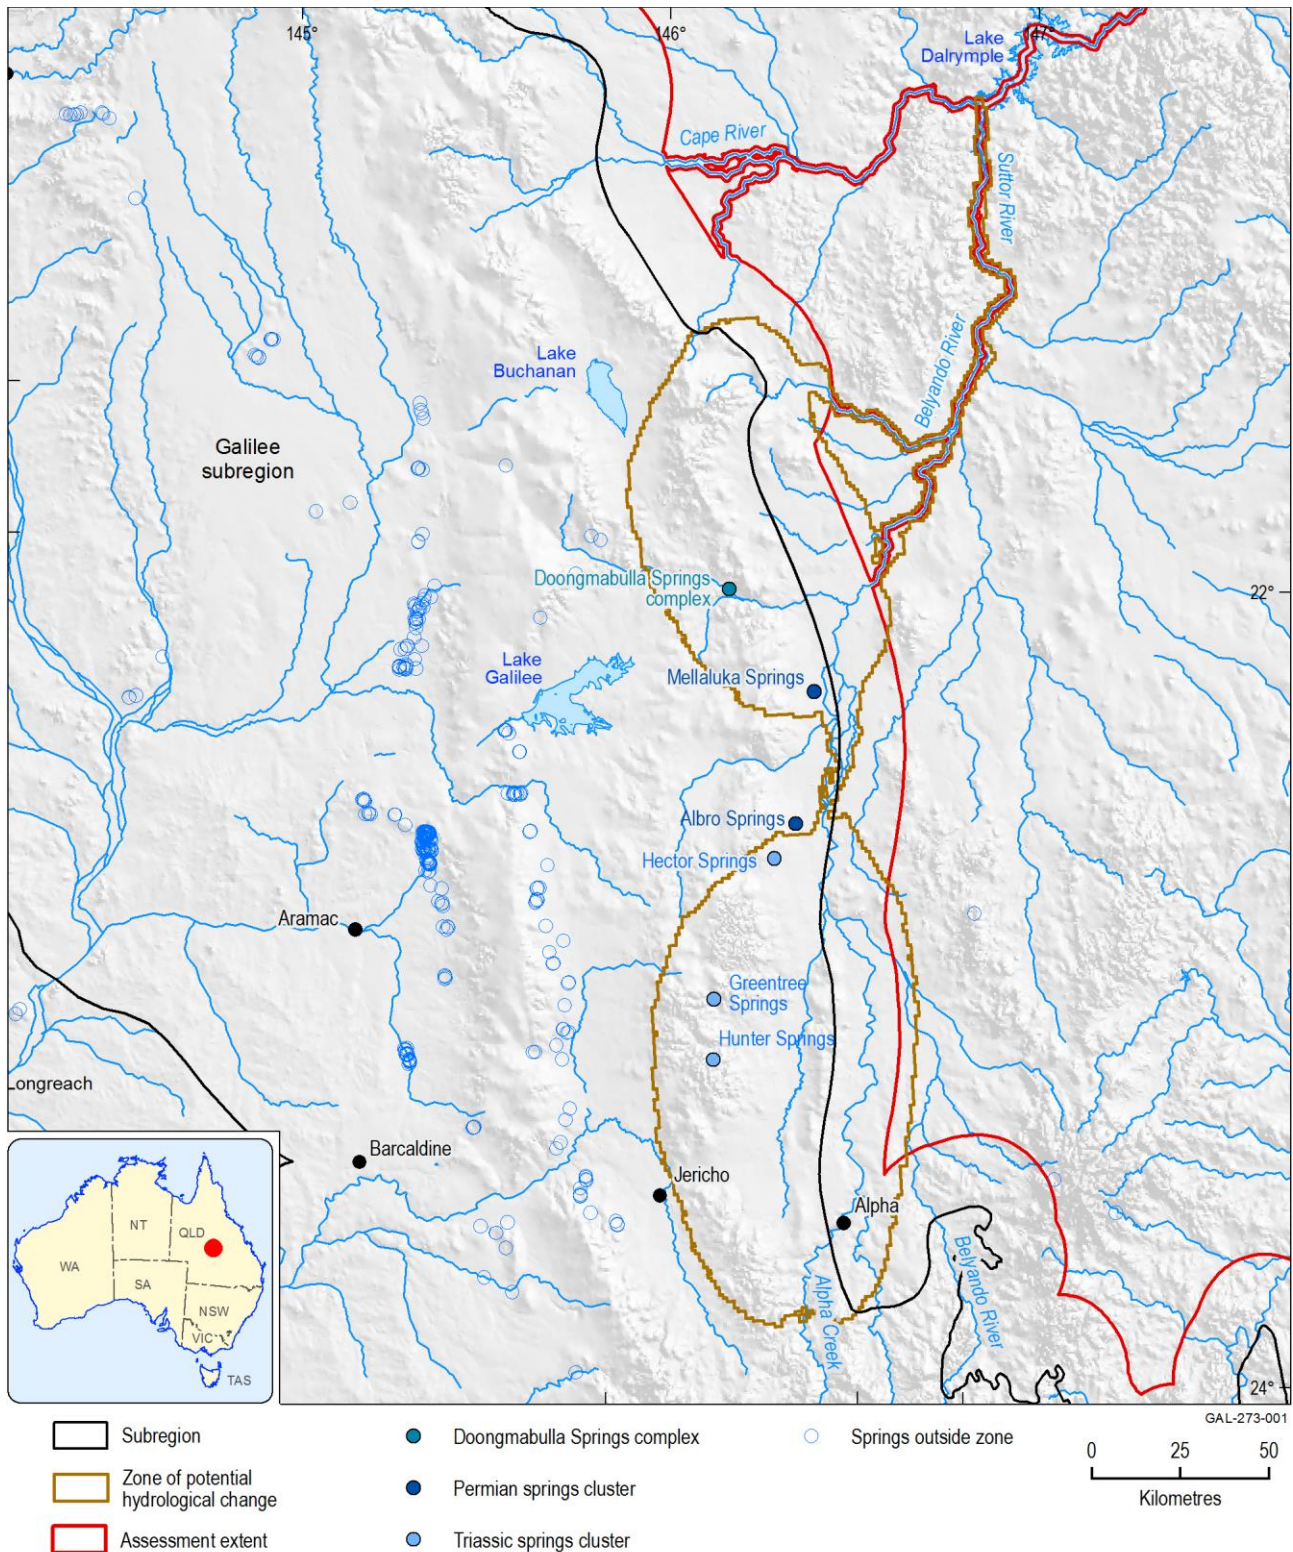 145°
146°
147°
Lake
Dalrymple
Cape River
Suttor River
Belyando River
Lake
Buchanan
Galilee
subregion
22°
Doongmabulla Springs
complex
Lake
Galilee
Mellaluka Springs
Albro Springs
Hector Springs
Aramac
Greentree
Springs
Hunter Springs
Longreach
Barcaldine
Jericho
Alpha
Alpha Creek
Belyando River
24°
NT
QLD
WA
SA
NSW
VIC
TAS
GAL-273-001
Subregion
Zone of potential
hydrological change
Assessment extent
Doongmabulla Springs complex
Permian springs cluster
Triassic springs cluster
Springs outside zone
0 25 50
Kilometres